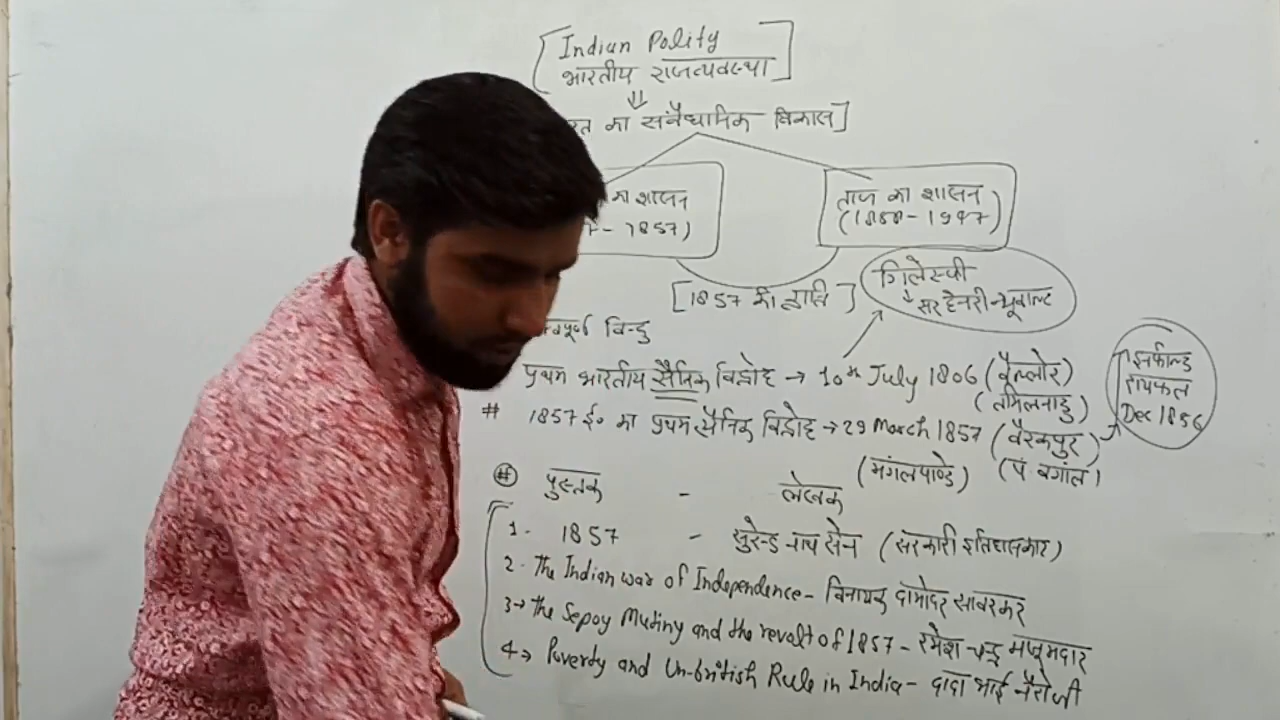 Indian Polity
भारतीय राजव्यवस्था
का संवैधानिक विकास
का शासन
- 1857)
ताज का शासन
(1858 - 1947)
[1857 की क्रांति]
गिलेस्पी
सर हेनरी
बिन्दु
प्रथम भारतीय सैनिक विद्रोह → 10th July 1806 (वैल्लोर)
(तमिलनाडु)
# 1857 ई० का प्रथम सैनिक विद्रोह → 29 March 1857 (बैरकपुर)
(मंगलपाण्डे) (पं बगांल)
इनफील्ड
रायफल
Dec 1856
# पुस्तक - लेखक
1- 1857 - सुरेन्द्र नाथ सेन (सरकारी इतिहासकार)
2- The Indian war of Independence - विनायक दामोदर सावरकर
3→ The Sepoy Mutiny and the revolt of 1857 - रमेश चन्द्र मजूमदार
4→ Poverty and Un-british Rule in India - दादा भाई नैरोजी